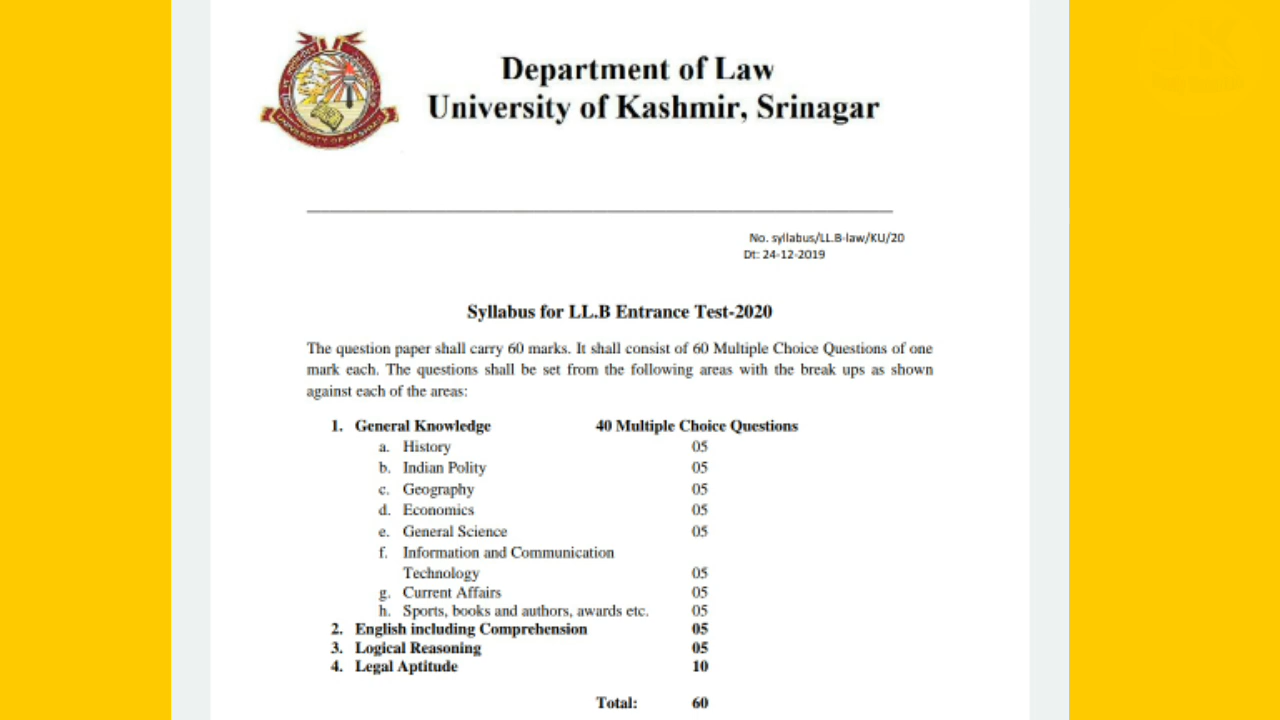 Department of Law
University of Kashmir, Srinagar
UNIVERSITY OF KASHMIR
No. syllabus/LL.B-law/KU/20
Dt: 24-12-2019
Syllabus for LL.B Entrance Test-2020
The question paper shall carry 60 marks. It shall consist of 60 Multiple Choice Questions of one
mark each. The questions shall be set from the following areas with the break ups as shown
against each of the areas:
1. General Knowledge 40 Multiple Choice Questions
a. History 05
b. Indian Polity 05
c. Geography 05
d. Economics 05
e. General Science 05
f. Information and Communication
Technology 05
g. Current Affairs 05
h. Sports, books and authors, awards etc. 05
2. English including Comprehension 05
3. Logical Reasoning 05
4. Legal Aptitude 10
Total: 60